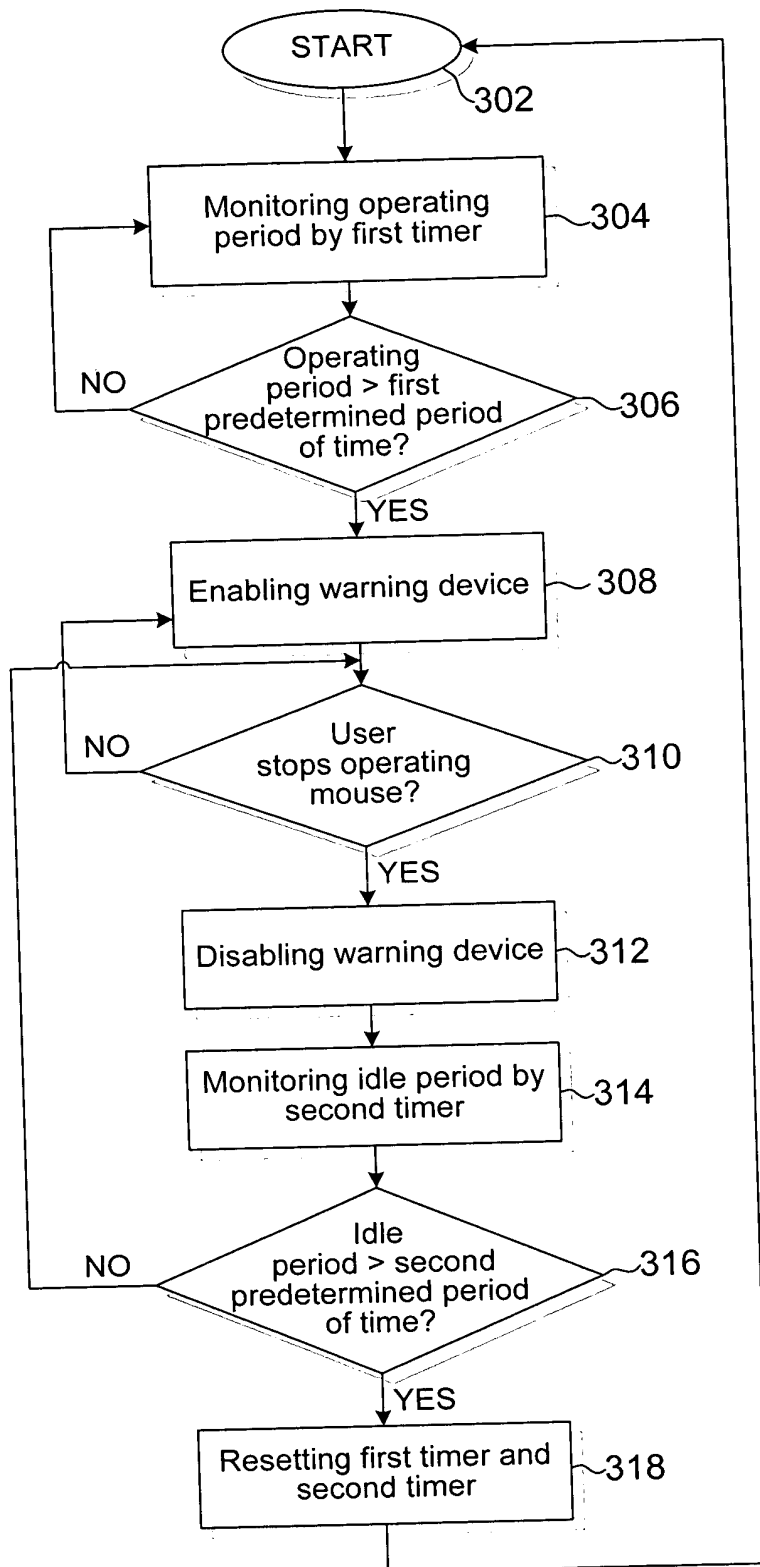 START
302
Monitoring operating
period by first timer
304
Operating
period > first
predetermined period
of time?
306
NO
YES
Enabling warning device
308
User
stops operating
mouse?
310
NO
YES
Disabling warning device
312
Monitoring idle period by
second timer
314
Idle
period > second
predetermined period
of time?
316
NO
YES
Resetting first timer and
second timer
318